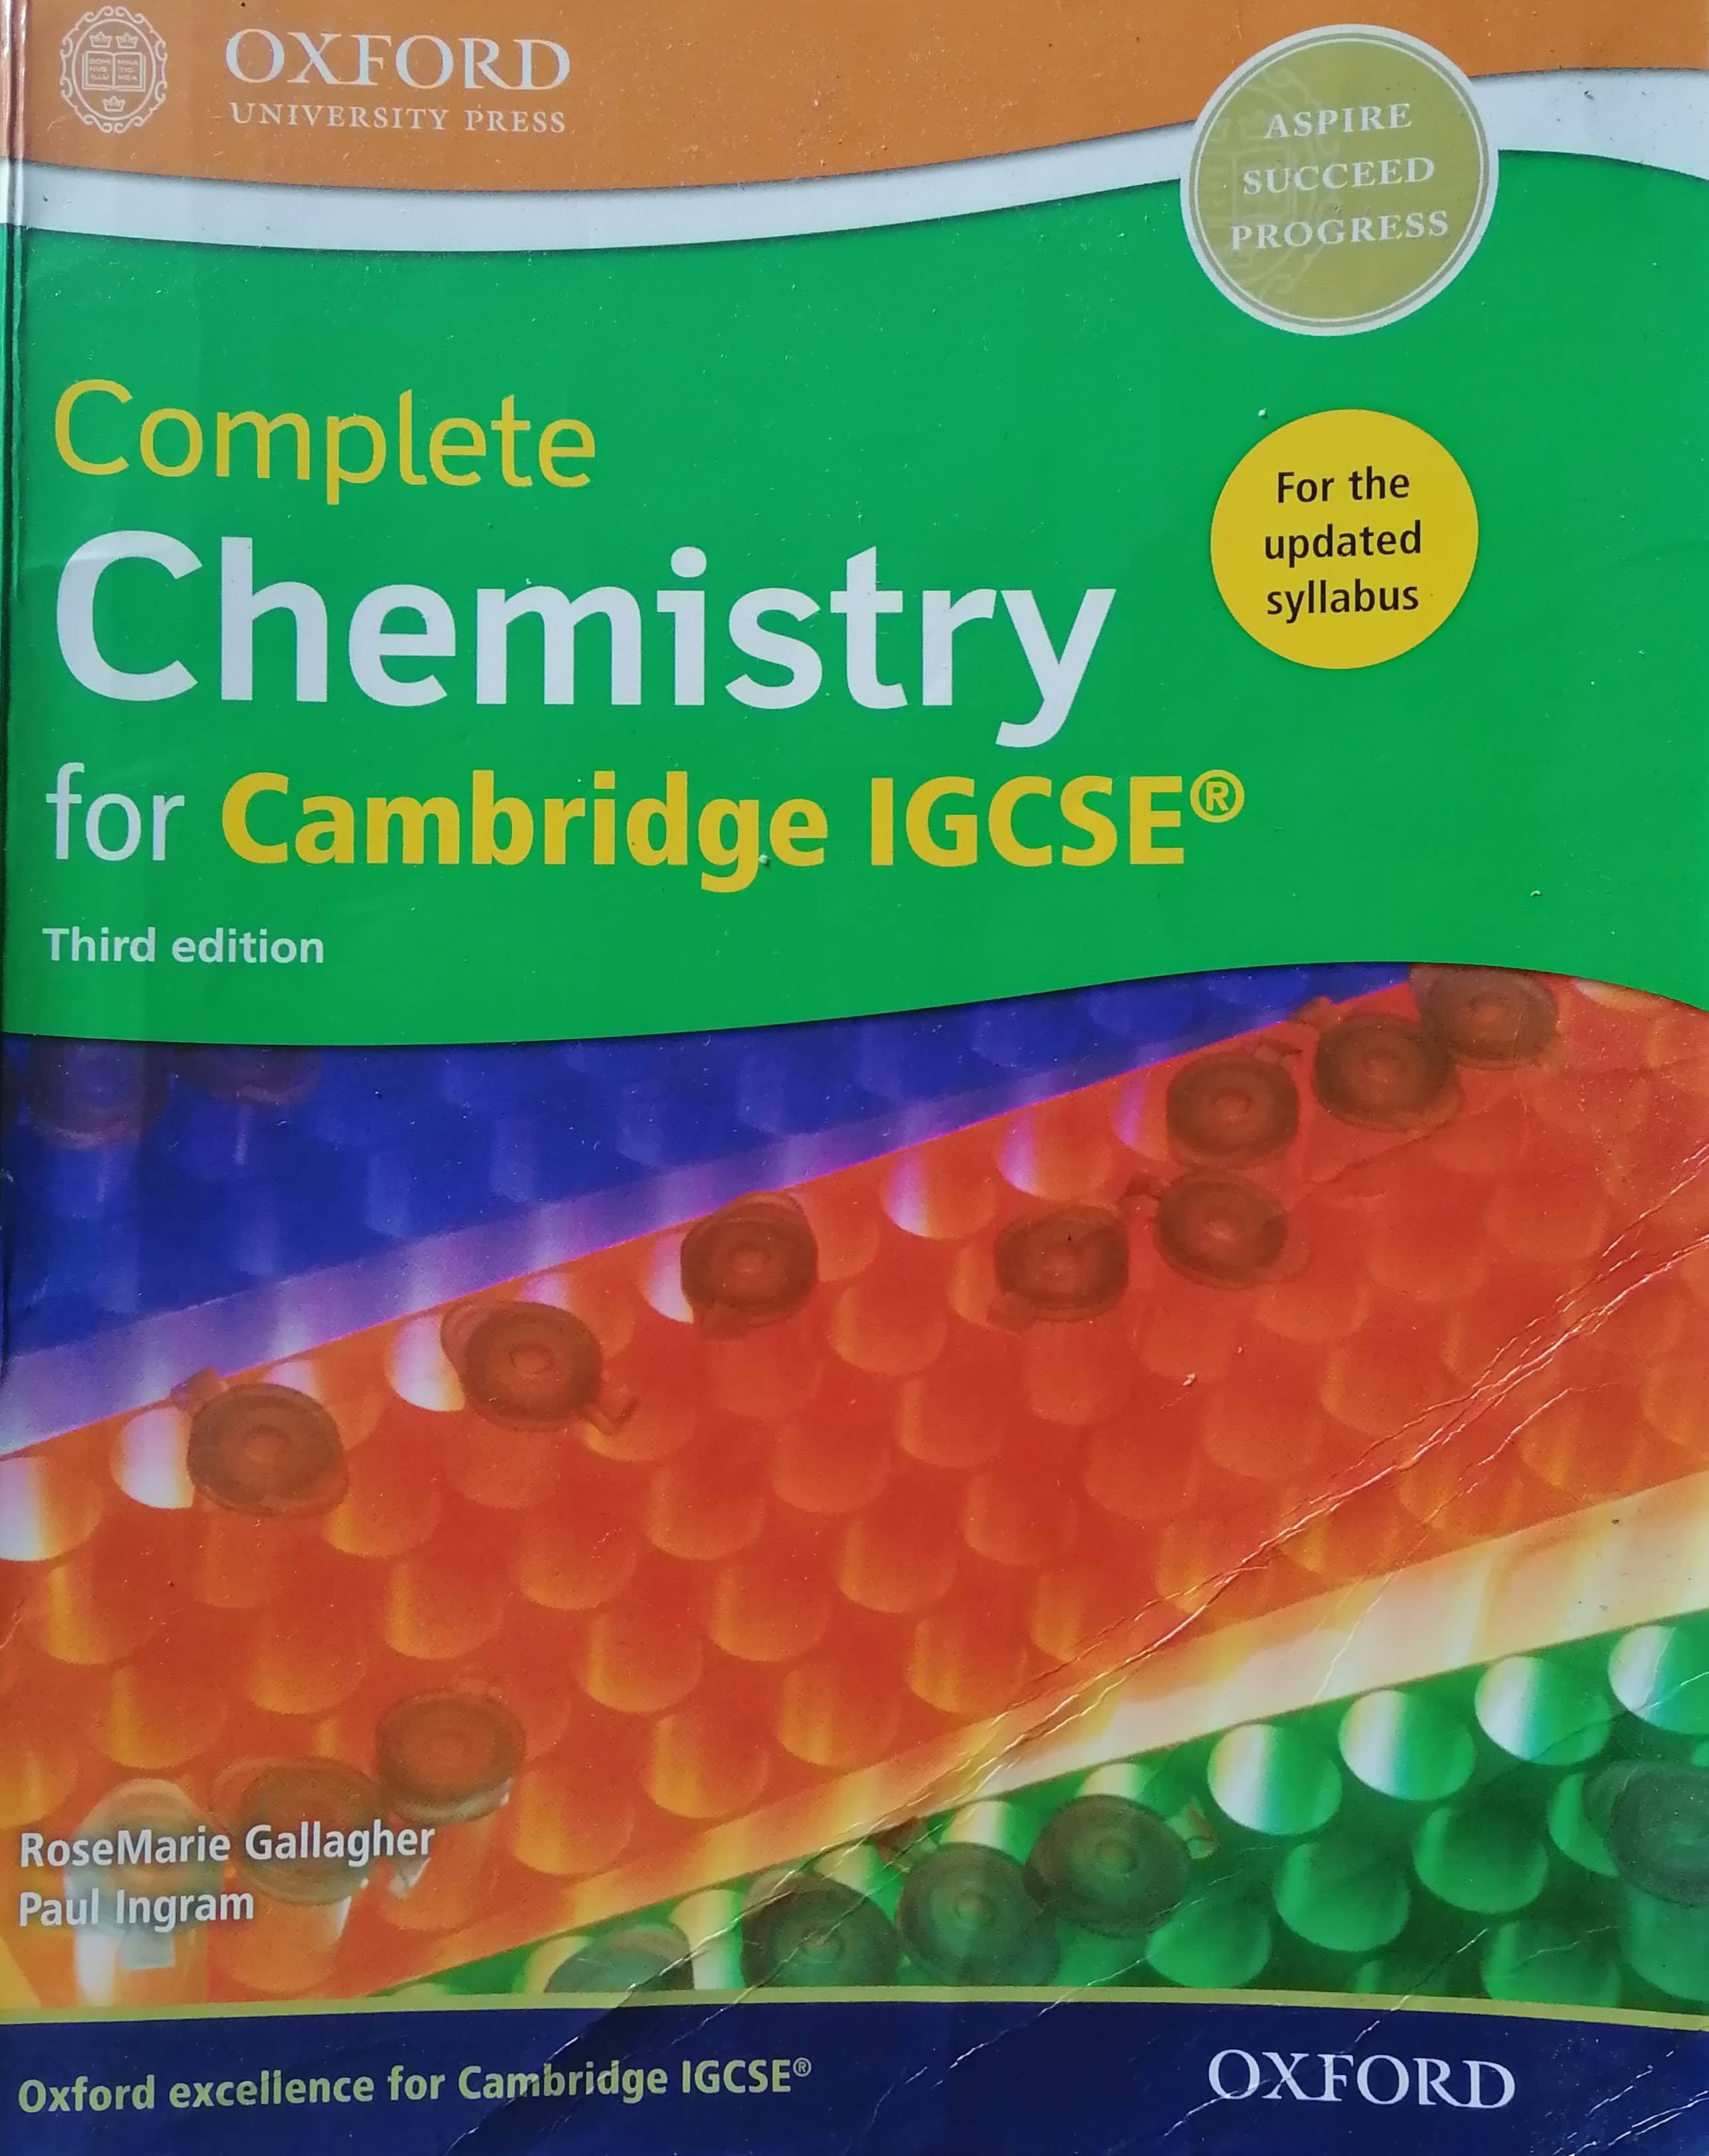 OXFORD
UNIVERSITY PRESS
ASPIRE
SUCCEED
PROGRESS
Complete
Chemistry
for Cambridge IGCSE®
Third edition
For the
updated
syllabus
RoseMarie Gallagher
Paul Ingram
Oxford excellence for Cambridge IGCSE®
OXFORD